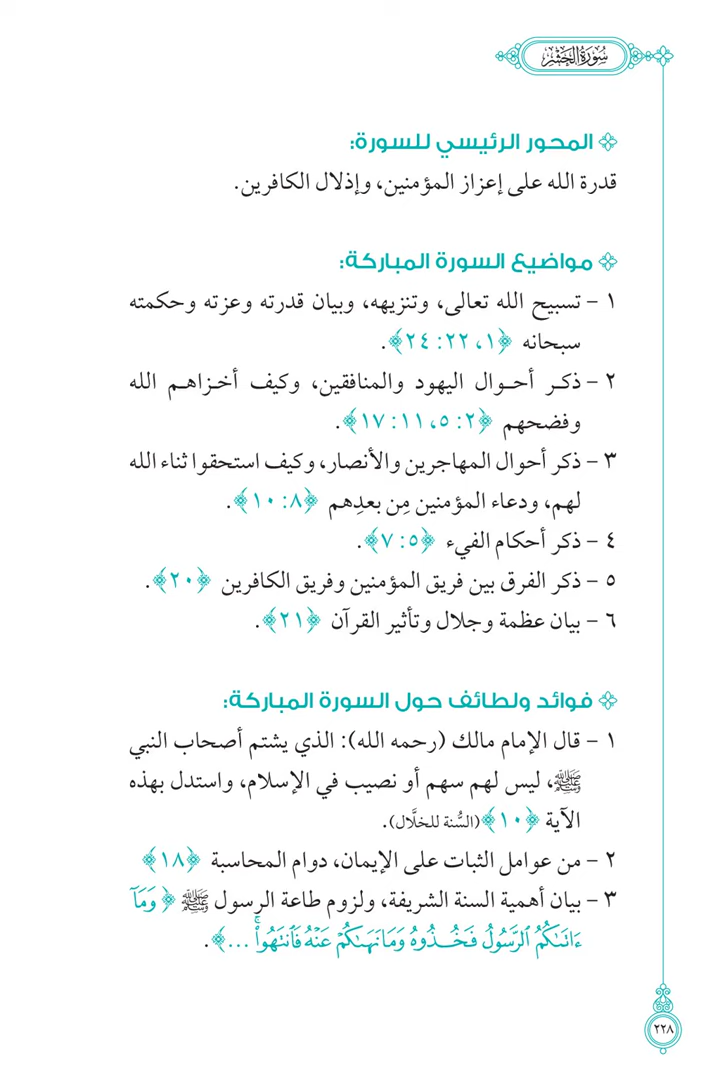 سُورَةُ الحَشْرِ
المحور الرئيسي للسورة:
قدرة الله على إعزاز المؤمنين، وإذلال الكافرين.
مواضيع السورة المباركة:
١ - تسبيح الله تعالى، وتنزيهه، وبيان قدرته وعزته وحكمته
سبحانه ﴿١، ٢٢: ٢٤﴾.
٢ - ذكر أحوال اليهود والمنافقين، وكيف أخزاهم الله
وفضحهم ﴿٢: ٥، ١١: ١٧﴾.
٣ - ذكر أحوال المهاجرين والأنصار، وكيف استحقوا ثناء الله
لهم، ودعاء المؤمنين مِن بعدِهم ﴿٨: ١٠﴾.
٤ - ذكر أحكام الفيء ﴿٥: ٧﴾.
٥ - ذكر الفرق بين فريق المؤمنين وفريق الكافرين ﴿٢٠﴾.
٦ - بيان عظمة وجلال وتأثير القرآن ﴿٢١﴾.
فوائد ولطائف حول السورة المباركة:
١ - قال الإمام مالك (رحمه الله): الذي يشتم أصحاب النبي
ﷺ، ليس لهم سهم أو نصيب في الإسلام، واستدل بهذه
الآية ﴿١٠﴾ (السُّنة للخلَّال).
٢ - من عوامل الثبات على الإيمان، دوام المحاسبة ﴿١٨﴾
٣ - بيان أهمية السنة الشريفة، ولزوم طاعة الرسول ﷺ ﴿وَمَآ
ءَاتَىٰكُمُ ٱلرَّسُولُ فَخُذُوهُ وَمَا نَهَىٰكُمۡ عَنۡهُ فَٱنتَهُواْۚ ...﴾.
٢٢٨